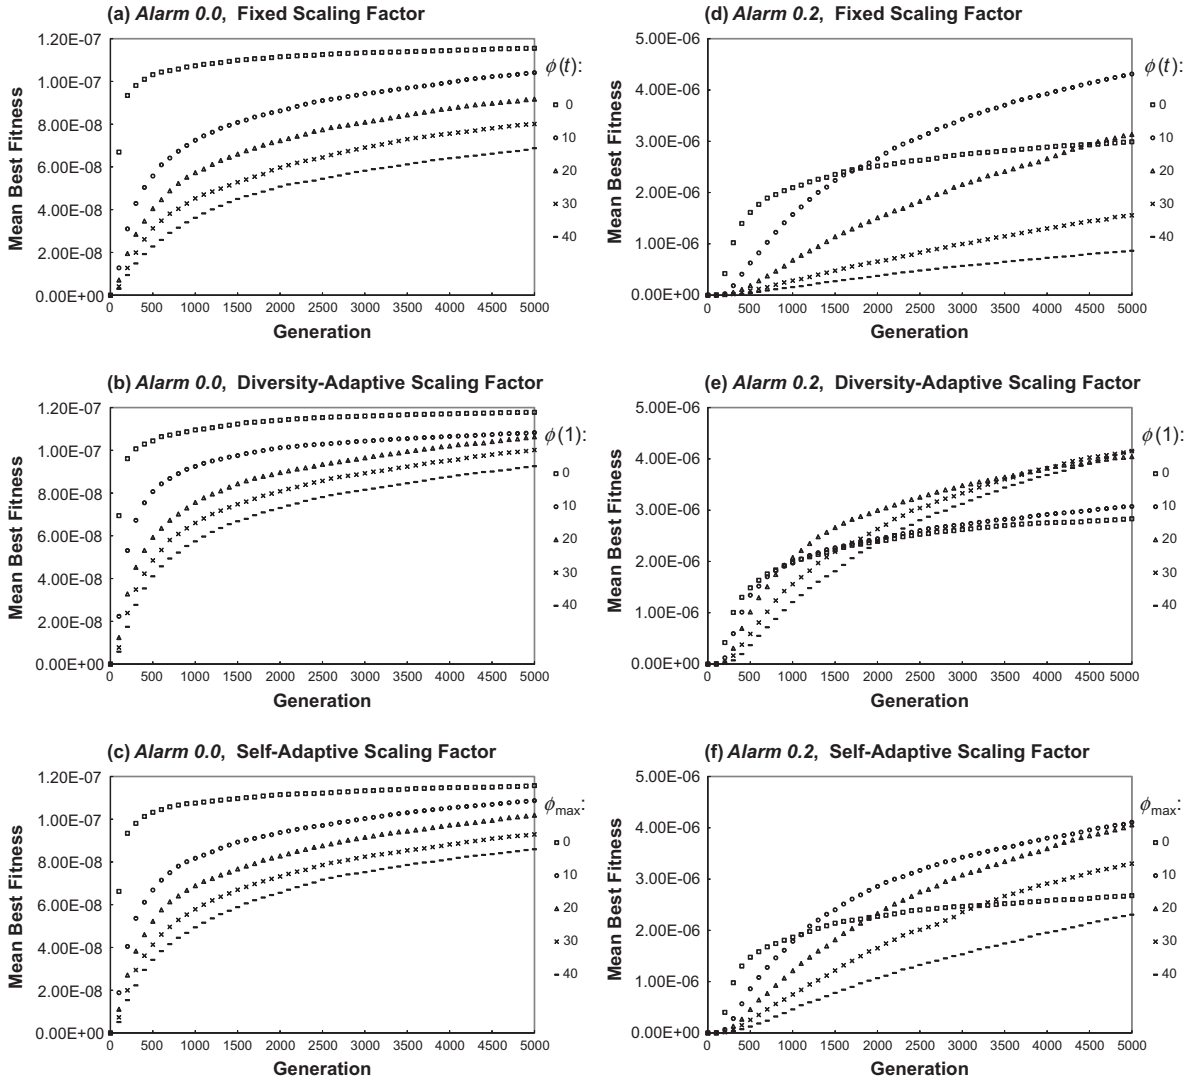 (a) Alarm 0.0, Fixed Scaling Factor
1.20E-07
1.00E-07
8.00E-08
6.00E-08
4.00E-08
2.00E-08
0.00E+00
Mean Best Fitness
0 500 1000 1500 2000 2500 3000 3500 4000 4500 5000
Generation
ϕ(t):
0
10
20
30
40
(d) Alarm 0.2, Fixed Scaling Factor
5.00E-06
4.00E-06
3.00E-06
2.00E-06
1.00E-06
0.00E+00
Mean Best Fitness
0 500 1000 1500 2000 2500 3000 3500 4000 4500 5000
Generation
ϕ(t):
0
10
20
30
40
(b) Alarm 0.0, Diversity-Adaptive Scaling Factor
1.20E-07
1.00E-07
8.00E-08
6.00E-08
4.00E-08
2.00E-08
0.00E+00
Mean Best Fitness
0 500 1000 1500 2000 2500 3000 3500 4000 4500 5000
Generation
ϕ(1):
0
10
20
30
40
(e) Alarm 0.2, Diversity-Adaptive Scaling Factor
5.00E-06
4.00E-06
3.00E-06
2.00E-06
1.00E-06
0.00E+00
Mean Best Fitness
0 500 1000 1500 2000 2500 3000 3500 4000 4500 5000
Generation
ϕ(1):
0
10
20
30
40
(c) Alarm 0.0, Self-Adaptive Scaling Factor
1.20E-07
1.00E-07
8.00E-08
6.00E-08
4.00E-08
2.00E-08
0.00E+00
Mean Best Fitness
0 500 1000 1500 2000 2500 3000 3500 4000 4500 5000
Generation
ϕmax:
0
10
20
30
40
(f) Alarm 0.2, Self-Adaptive Scaling Factor
5.00E-06
4.00E-06
3.00E-06
2.00E-06
1.00E-06
0.00E+00
Mean Best Fitness
0 500 1000 1500 2000 2500 3000 3500 4000 4500 5000
Generation
ϕmax:
0
10
20
30
40